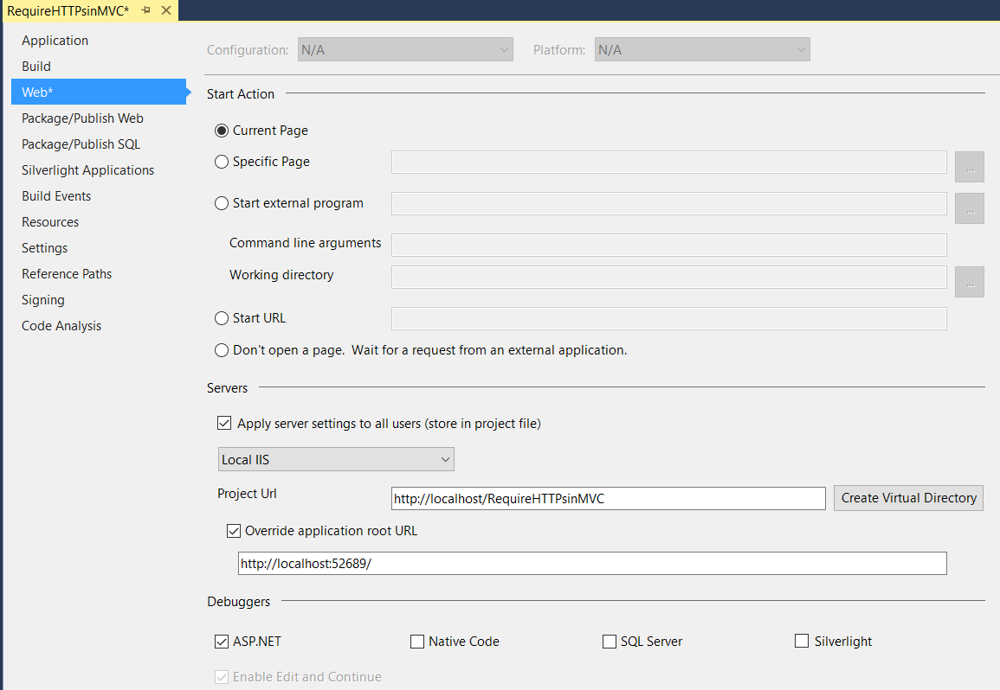 RequireHTTPsinMVC*
Application
Build
Web*
Package/Publish Web
Package/Publish SQL
Silverlight Applications
Build Events
Resources
Settings
Reference Paths
Signing
Code Analysis
Configuration: N/A Platform: N/A
Start Action
Current Page
Specific Page ...
Start external program ...
Command line arguments
Working directory ...
Start URL
Don't open a page. Wait for a request from an external application.
Servers
Apply server settings to all users (store in project file)
Local IIS
Project Url http://localhost/RequireHTTPsinMVC Create Virtual Directory
Override application root URL
http://localhost:52689/
Debuggers
ASP.NET Native Code SQL Server Silverlight
Enable Edit and Continue